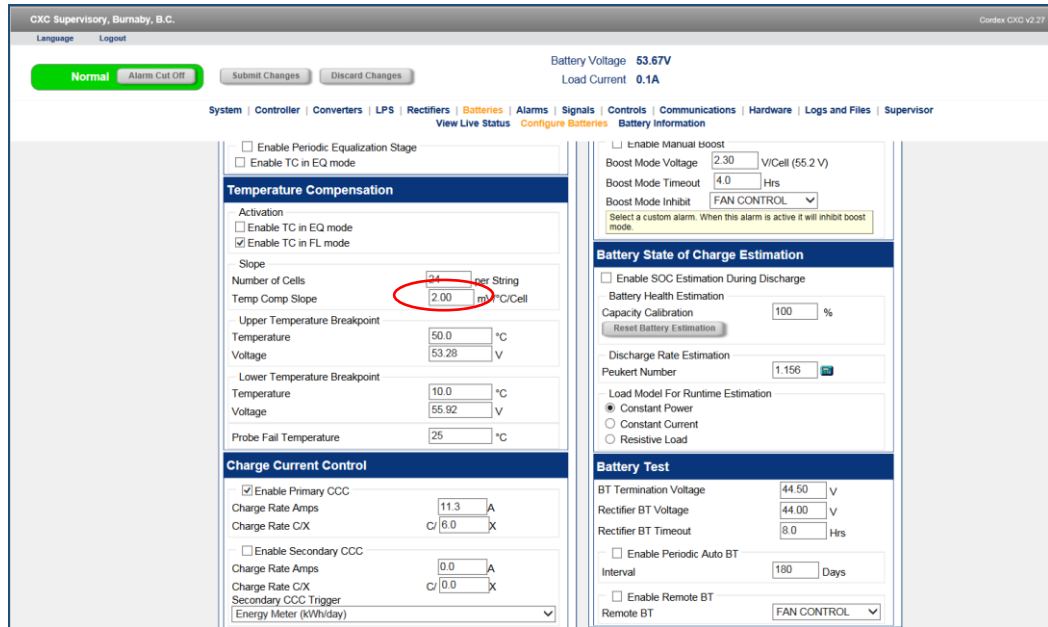 CXC Supervisory, Burnaby, B.C.
Cordex CXC v2.27
Language Logout
Normal Alarm Cut Off Submit Changes Discard Changes
Battery Voltage 53.67V
Load Current 0.1A
System | Controller | Converters | LPS | Rectifiers | Batteries | Alarms | Signals | Controls | Communications | Hardware | Logs and Files | Supervisor
View Live Status Configure Batteries Battery Information
Enable Periodic Equalization Stage
Enable TC in EQ mode
Temperature Compensation
Activation
Enable TC in EQ mode
Enable TC in FL mode
Slope
Number of Cells 24 per String
Temp Comp Slope 2.00 mV/°C/Cell
Upper Temperature Breakpoint
Temperature 50.0 °C
Voltage 53.28 V
Lower Temperature Breakpoint
Temperature 10.0 °C
Voltage 55.92 V
Probe Fail Temperature 25 °C
Charge Current Control
Enable Primary CCC
Charge Rate Amps 11.3 A
Charge Rate C/X C/ 6.0 X
Enable Secondary CCC
Charge Rate Amps 0.0 A
Charge Rate C/X C/ 0.0 X
Secondary CCC Trigger
Energy Meter (kWh/day)
Enable Manual Boost
Boost Mode Voltage 2.30 V/Cell (55.2 V)
Boost Mode Timeout 4.0 Hrs
Boost Mode Inhibit FAN CONTROL
Select a custom alarm. When this alarm is active it will inhibit boost
mode.
Battery State of Charge Estimation
Enable SOC Estimation During Discharge
Battery Health Estimation
Capacity Calibration 100 %
Reset Battery Estimation
Discharge Rate Estimation
Peukert Number 1.156
Load Model For Runtime Estimation
Constant Power
Constant Current
Resistive Load
Battery Test
BT Termination Voltage 44.50 V
Rectifier BT Voltage 44.00 V
Rectifier BT Timeout 8.0 Hrs
Enable Periodic Auto BT
Interval 180 Days
Enable Remote BT
Remote BT FAN CONTROL